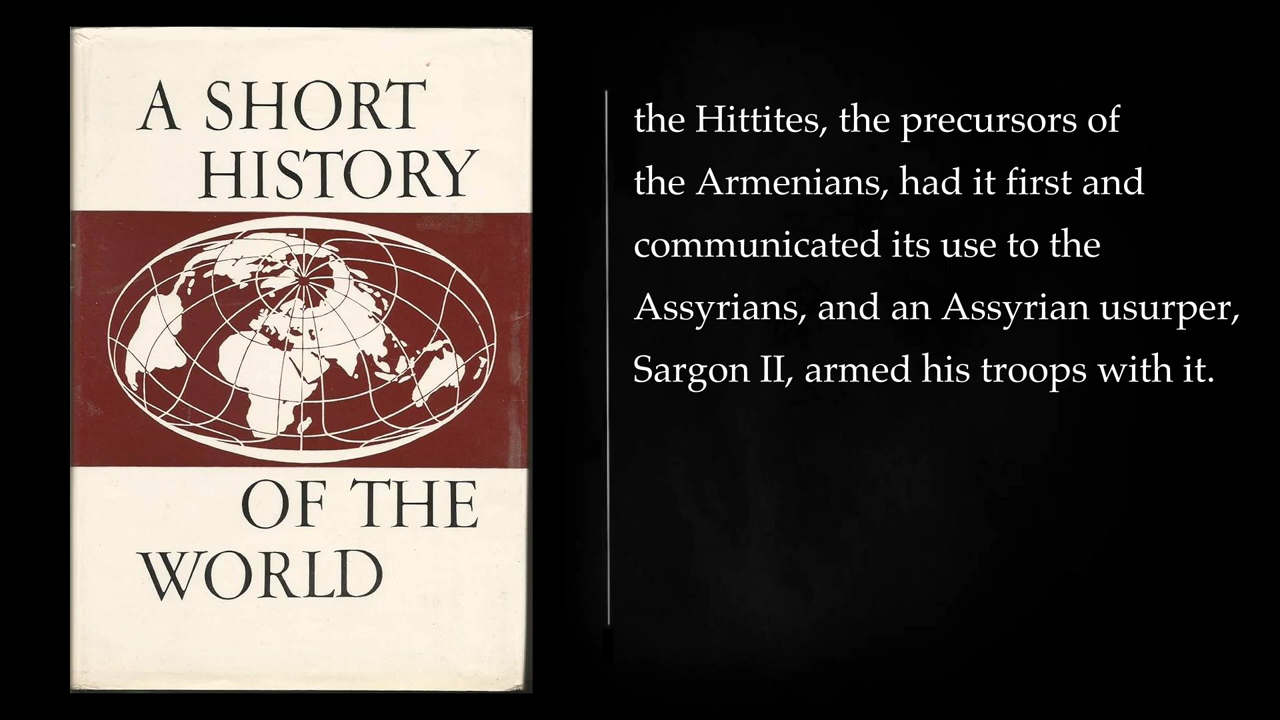 A SHORT
HISTORY
OF THE
WORLD
the Hittites, the precursors of
the Armenians, had it first and
communicated its use to the
Assyrians, and an Assyrian usurper,
Sargon II, armed his troops with it.